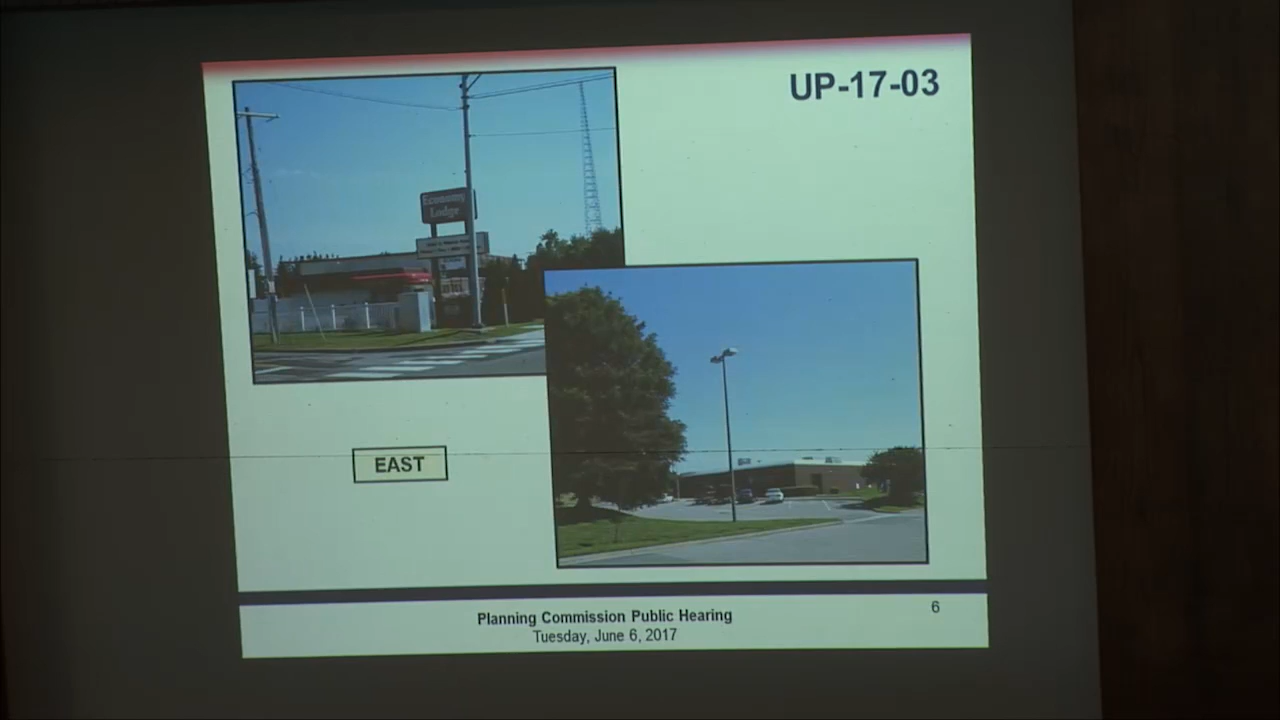 UP-17-03
Economy
Lodge
EAST
Planning Commission Public Hearing
Tuesday, June 6, 2017
6